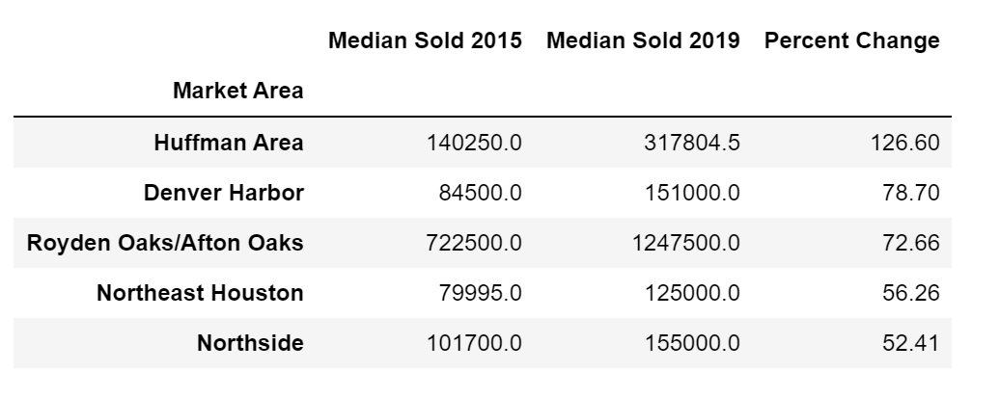 Median Sold 2015 Median Sold 2019 Percent Change
Market Area
Huffman Area 140250.0 317804.5 126.60
Denver Harbor 84500.0 151000.0 78.70
Royden Oaks/Afton Oaks 722500.0 1247500.0 72.66
Northeast Houston 79995.0 125000.0 56.26
Northside 101700.0 155000.0 52.41